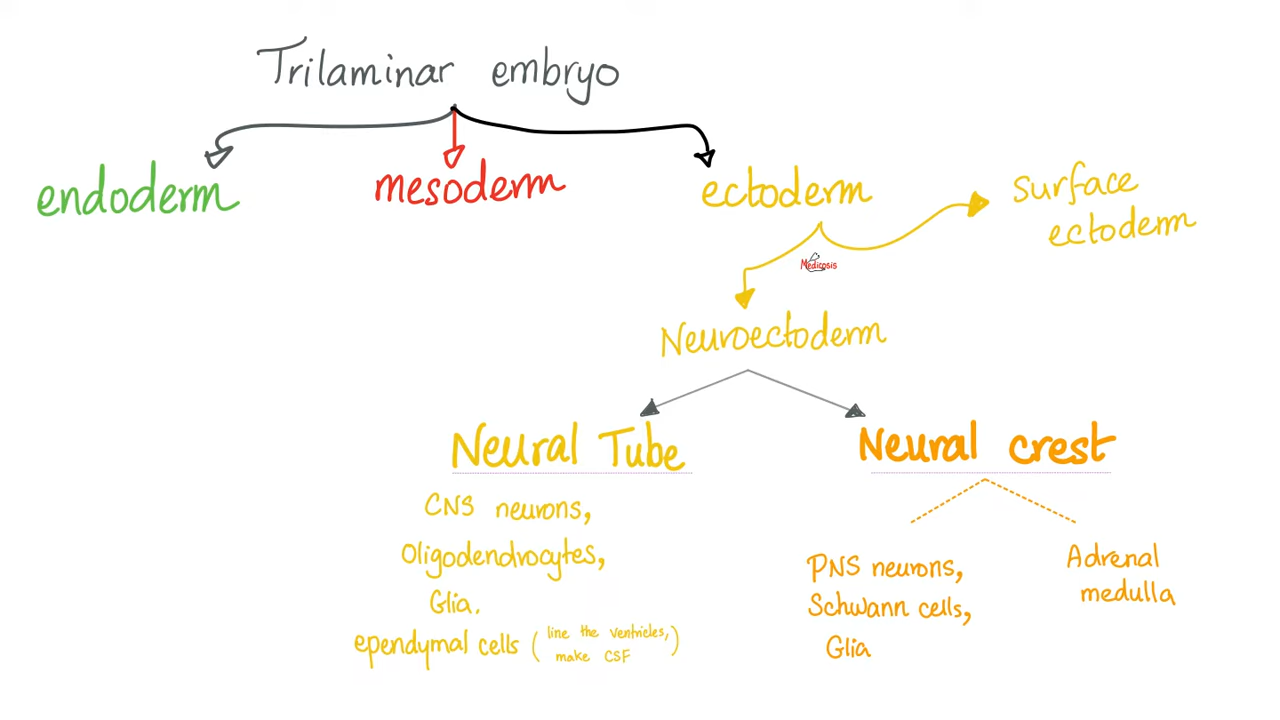 Trilaminar embryo
endoderm
mesoderm
ectoderm
surface
ectoderm
Medicosis
Neuroectoderm
Neural Tube
Neural crest
CNS neurons,
Oligodendrocytes,
Glia.
ependymal cells (line the ventricles,
make CSF)
PNS neurons,
Schwann cells,
Glia
Adrenal
medulla